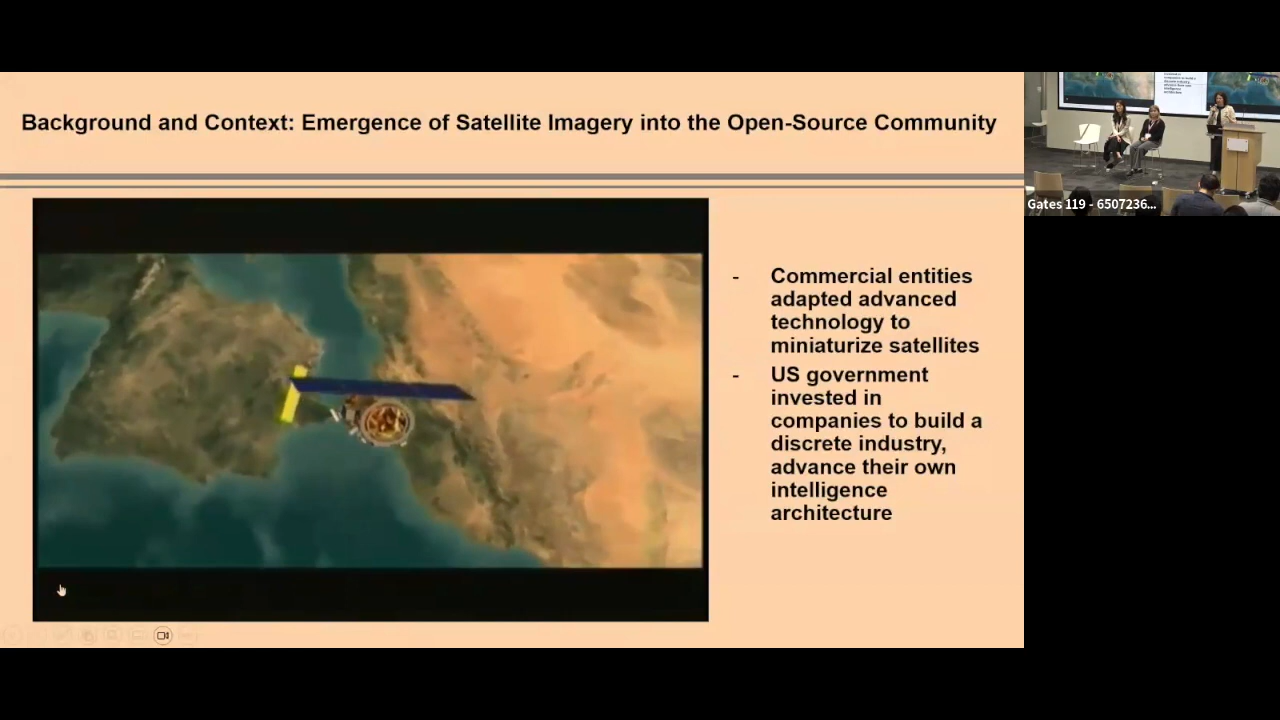 Background and Context: Emergence of Satellite Imagery into the Open-Source Community
- Commercial entities
adapted advanced
technology to
miniaturize satellites
- US government
invested in
companies to build a
discrete industry,
advance their own
intelligence
architecture
Gates 119 - 6507236...